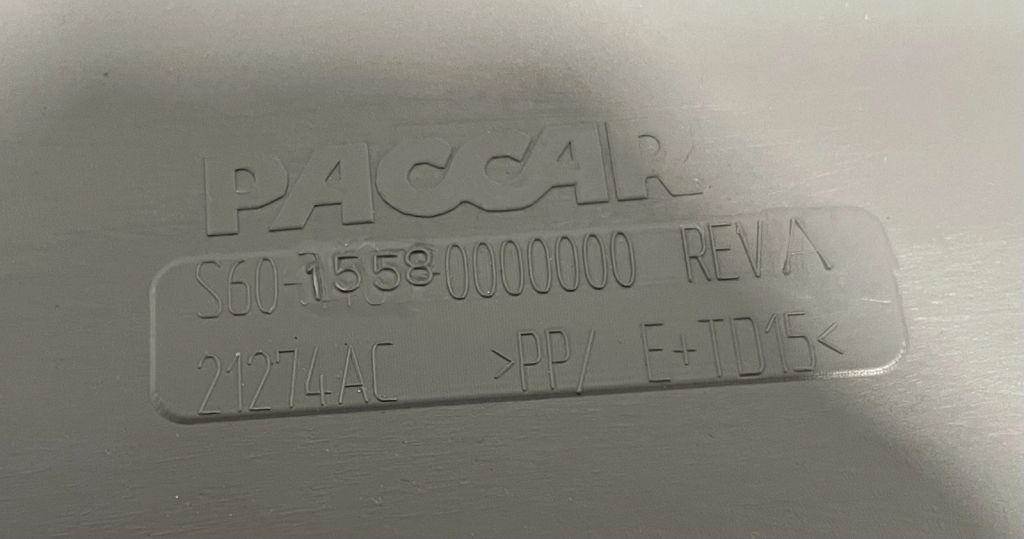 PACCAR
S60-1558-0000000 REV A
21274AC >PP/ E+TD15<